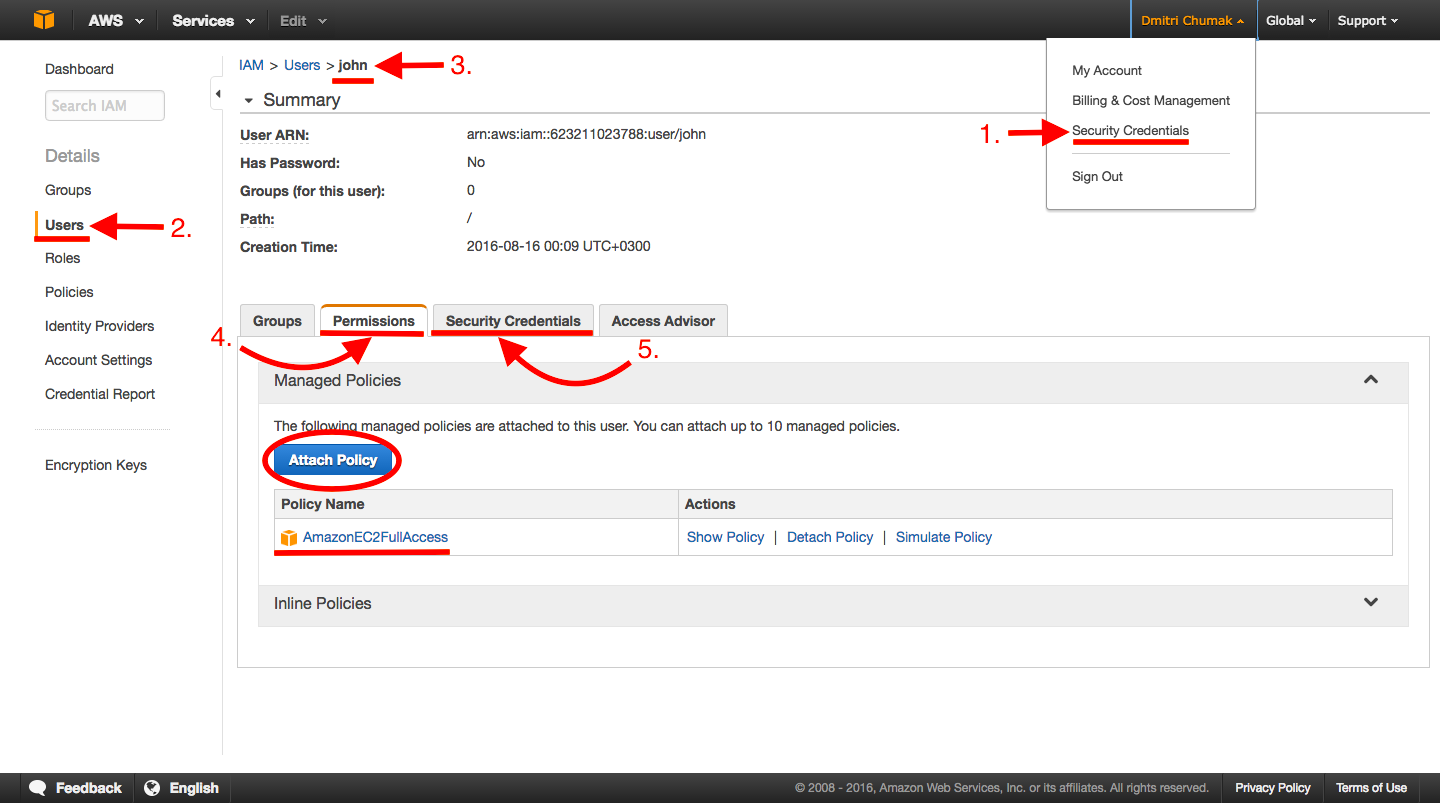 AWS Services Edit Dmitri Chumak Global Support
Dashboard
Search IAM
Details
Groups
Users 2.
Roles
Policies
Identity Providers
Account Settings
Credential Report
Encryption Keys
IAM > Users > john 3.
Summary
User ARN: arn:aws:iam::623211023788:user/john
Has Password: No
Groups (for this user): 0
Path: /
Creation Time: 2016-08-16 00:09 UTC+0300
My Account
Billing & Cost Management
1. Security Credentials
Sign Out
Groups Permissions Security Credentials Access Advisor
4. 5.
Managed Policies
The following managed policies are attached to this user. You can attach up to 10 managed policies.
Attach Policy
Policy Name Actions
AmazonEC2FullAccess Show Policy | Detach Policy | Simulate Policy
Inline Policies
Feedback English © 2008 - 2016, Amazon Web Services, Inc. or its affiliates. All rights reserved. Privacy Policy Terms of Use